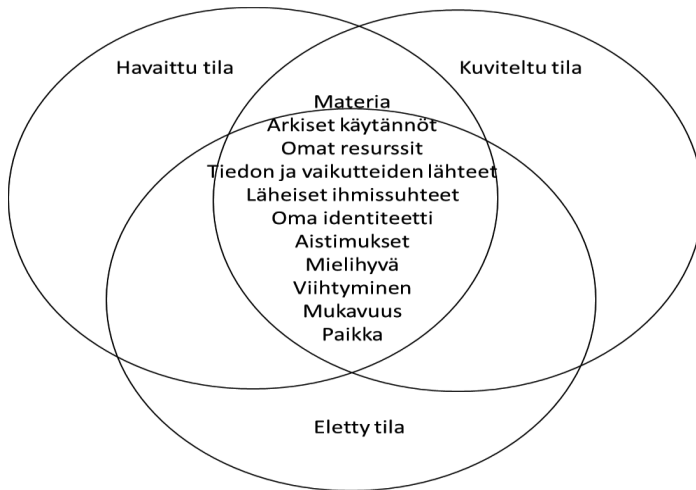 Havaittu tila
Kuviteltu tila
Materia
Arkiset käytännöt
Omat resurssit
Tiedon ja vaikutteiden lähteet
Läheiset ihmissuhteet
Oma identiteetti
Aistimukset
Mielihyvä
Viihtyminen
Mukavuus
Paikka
Eletty tila